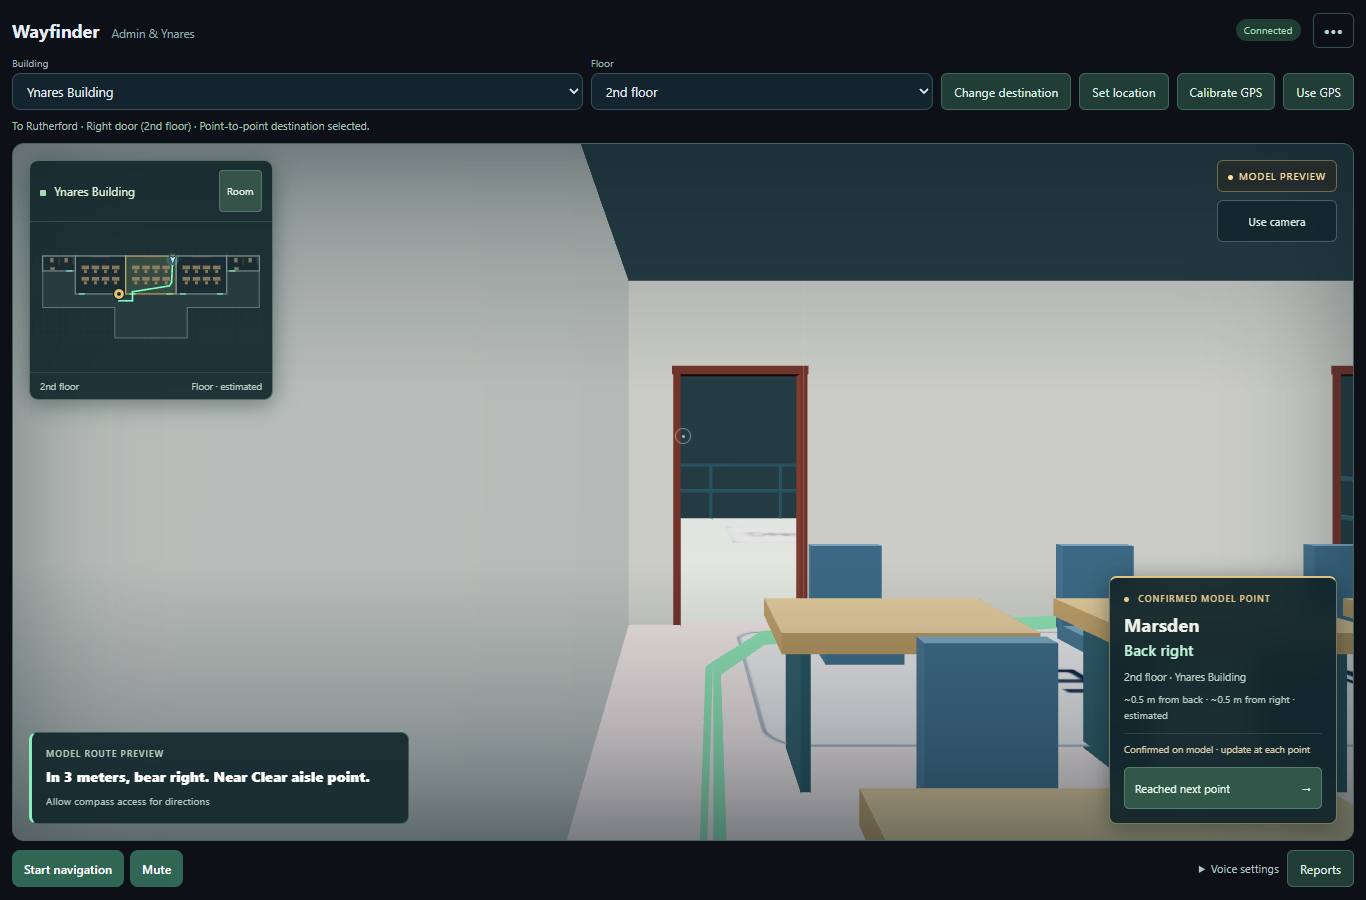 Wayfinder Admin & Ynares
Connected
•••
Building
Floor
Ynares Building
2nd floor
Change destination
Set location
Calibrate GPS
Use GPS
To Rutherford · Right door (2nd floor) · Point-to-point destination selected.
Ynares Building
Room
2nd floor
Floor · estimated
MODEL PREVIEW
Use camera
CONFIRMED MODEL POINT
Marsden
Back right
2nd floor · Ynares Building
~0.5 m from back · ~0.5 m from right ·
estimated
Confirmed on model · update at each point
Reached next point →
MODEL ROUTE PREVIEW
In 3 meters, bear right. Near Clear aisle point.
Allow compass access for directions
Start navigation
Mute
Voice settings
Reports